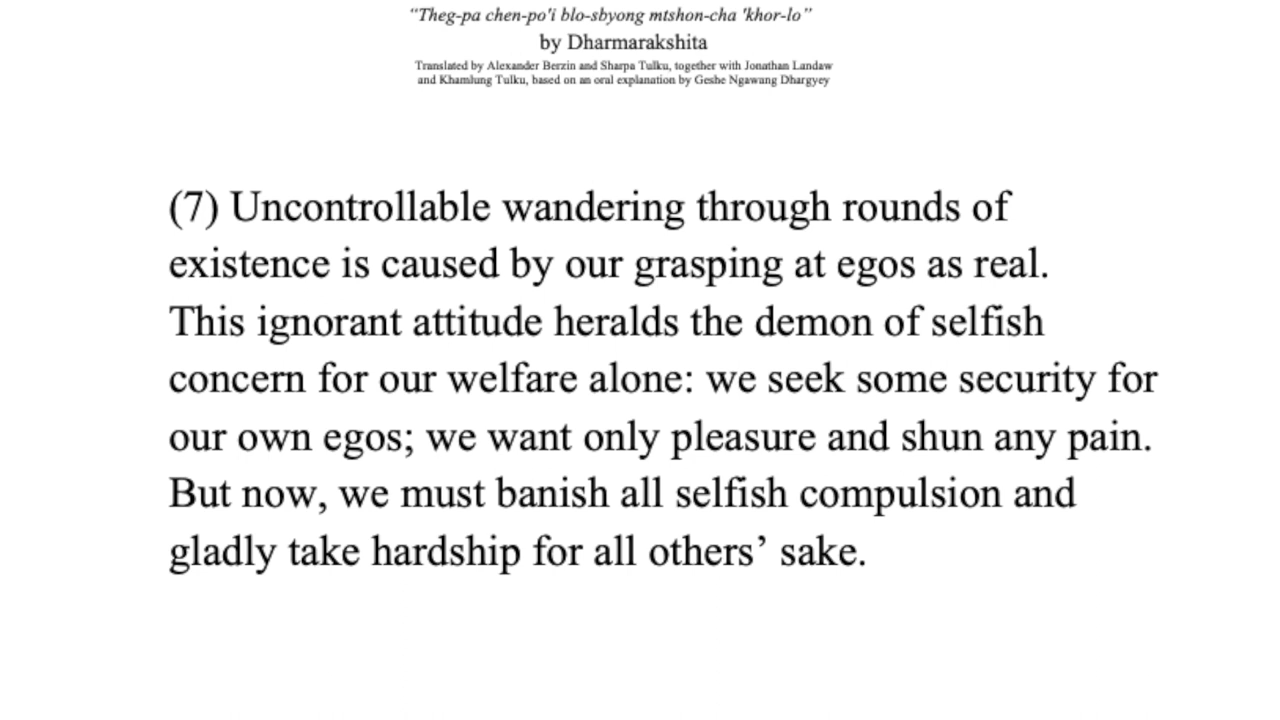 “Theg-pa chen-po'i blo-sbyong mtshon-cha 'khor-lo”
by Dharmarakshita
Translated by Alexander Berzin and Sharpa Tulku, together with Jonathan Landaw
and Khamlung Tulku, based on an oral explanation by Geshe Ngawang Dhargyey
(7) Uncontrollable wandering through rounds of
existence is caused by our grasping at egos as real.
This ignorant attitude heralds the demon of selfish
concern for our welfare alone: we seek some security for
our own egos; we want only pleasure and shun any pain.
But now, we must banish all selfish compulsion and
gladly take hardship for all others’ sake.